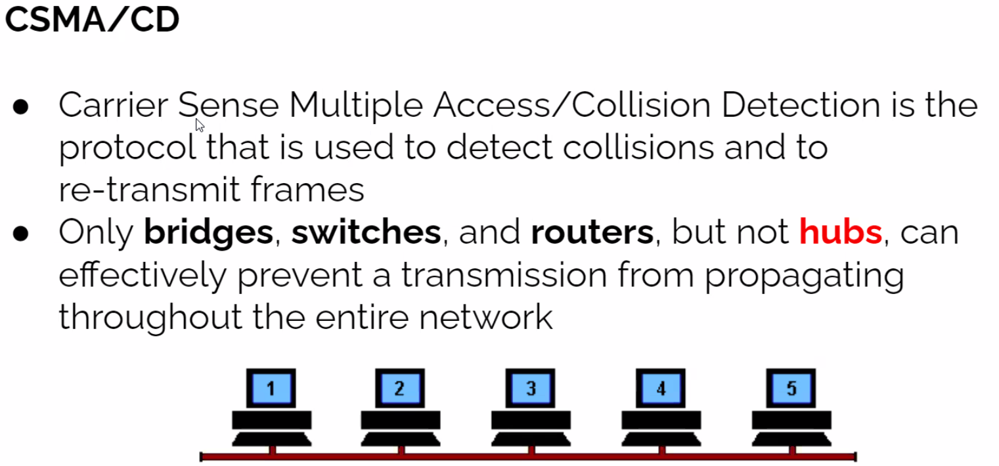 CSMA/CD
● Carrier Sense Multiple Access/Collision Detection is the
protocol that is used to detect collisions and to
re-transmit frames
● Only bridges, switches, and routers, but not hubs, can
effectively prevent a transmission from propagating
throughout the entire network
1 2 3 4 5